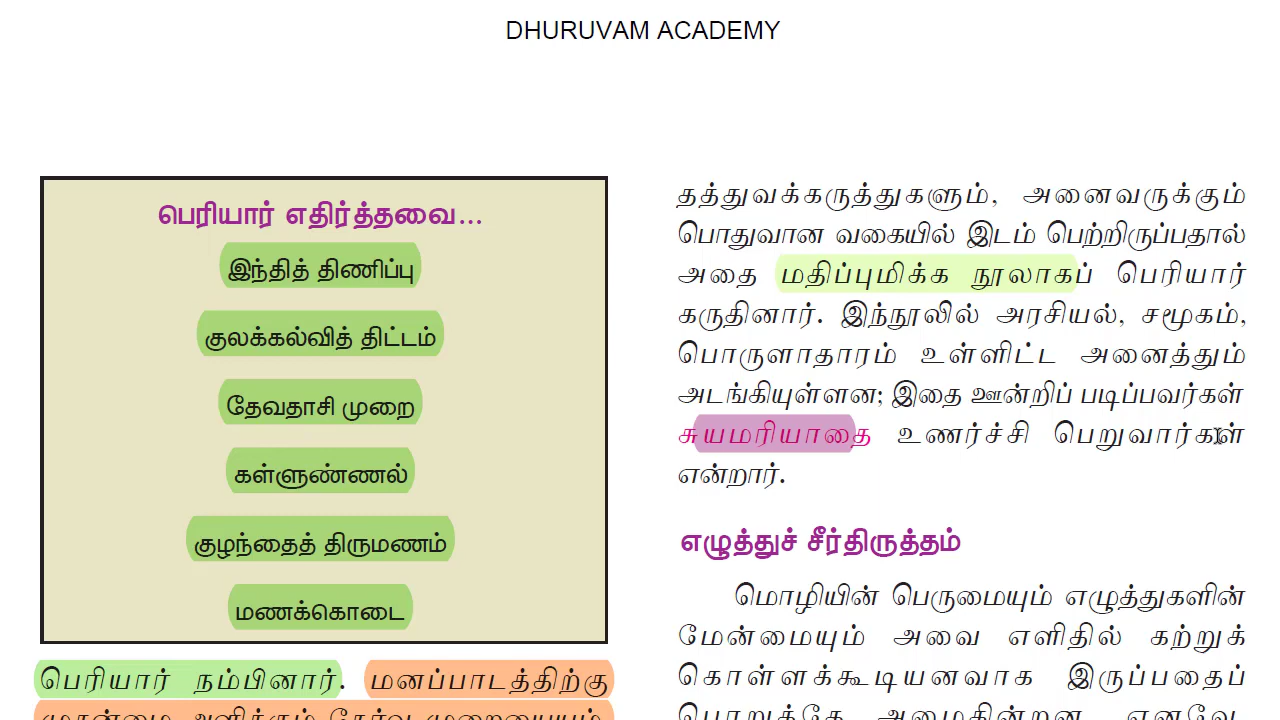 DHURUVAM ACADEMY
பெரியார் எதிர்த்தவை...
இந்தித் திணிப்பு
குலக்கல்வித் திட்டம்
தேவதாசி முறை
கள்ளுண்ணல்
குழந்தைத் திருமணம்
மணக்கொடை
பெரியார் நம்பினார். மனப்பாடத்திற்கு
தத்துவக்கருத்துகளும், அனைவருக்கும்
பொதுவான வகையில் இடம் பெற்றிருப்பதால்
அதை மதிப்புமிக்க நூலாகப் பெரியார்
கருதினார். இந்நூலில் அரசியல், சமூகம்,
பொருளாதாரம் உள்ளிட்ட அனைத்தும்
அடங்கியுள்ளன; இதை ஊன்றிப் படிப்பவர்கள்
சுயமரியாதை உணர்ச்சி பெறுவார்கள்
என்றார்.
எழுத்துச் சீர்திருத்தம்
மொழியின் பெருமையும் எழுத்துகளின்
மேன்மையும் அவை எளிதில் கற்றுக்
கொள்ளக்கூடியனவாக இருப்பதைப்
பொறுத்தே அமைகின்றன எனவே,